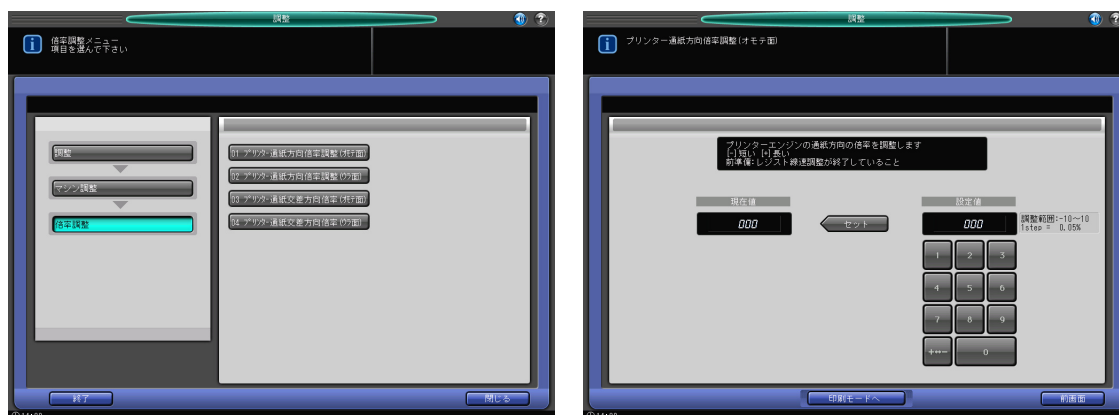 調整
倍率調整メニュー
項目を選んで下さい
調整
マシン調整
倍率調整
01 プリンタ-通紙方向倍率調整(オモテ面)
02 プリンタ-通紙方向倍率調整(ウラ面)
03 プリンタ-通紙交差方向倍率(オモテ面)
04 プリンタ-通紙交差方向倍率(ウラ面)
終了
閉じる
調整
プリンター通紙方向倍率調整(オモテ面)
プリンターエンジンの通紙方向の倍率を調整します
[-]短い [+]長い
前準備:レジスト線速調整が終了していること
現在値
設定値
000
セット
000
調整範囲:-10～10
1step = 0.05%
1 2 3
4 5 6
7 8 9
+↔- 0
印刷モードへ
前画面